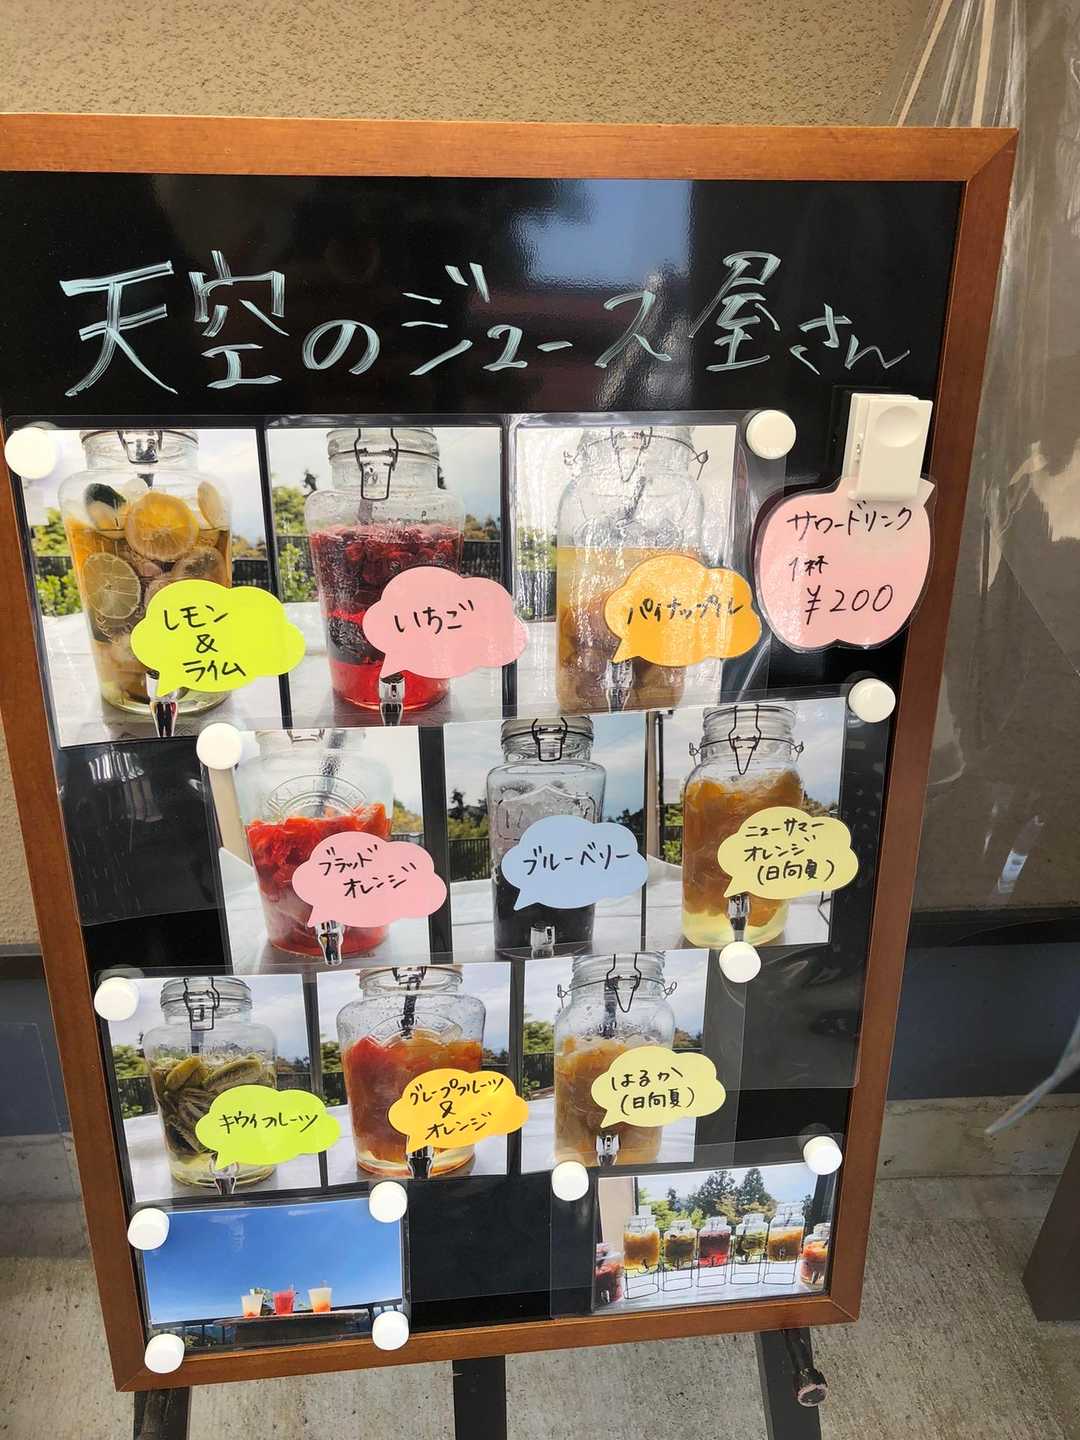 天空のジュース屋さん
サワードリンク
1杯
¥200
レモン
&
ライム
いちご
パイナップル
ブラッド
オレンジ
ブルーベリー
ニューサマー
オレンジ
(日向夏)
キウイフルーツ
グレープフルーツ
&
オレンジ
はるか
(日向夏)